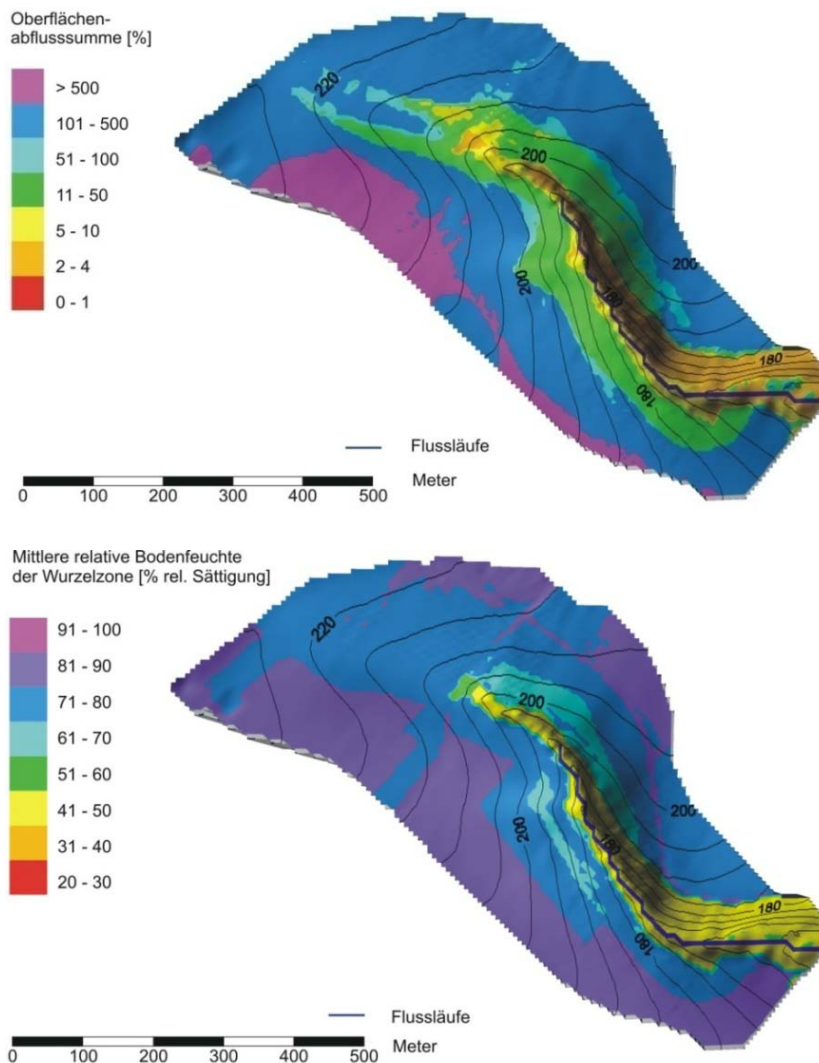 Oberflächen-
abflusssumme [%]
> 500
101 - 500
51 - 100
11 - 50
5 - 10
2 - 4
0 - 1
220
200
200
200
180
180
180
Flussläufe
Meter
0 100 200 300 400 500
Mittlere relative Bodenfeuchte
der Wurzelzone [% rel. Sättigung]
91 - 100
81 - 90
71 - 80
61 - 70
51 - 60
41 - 50
31 - 40
20 - 30
220
200
200
200
180
180
180
Flussläufe
Meter
0 100 200 300 400 500